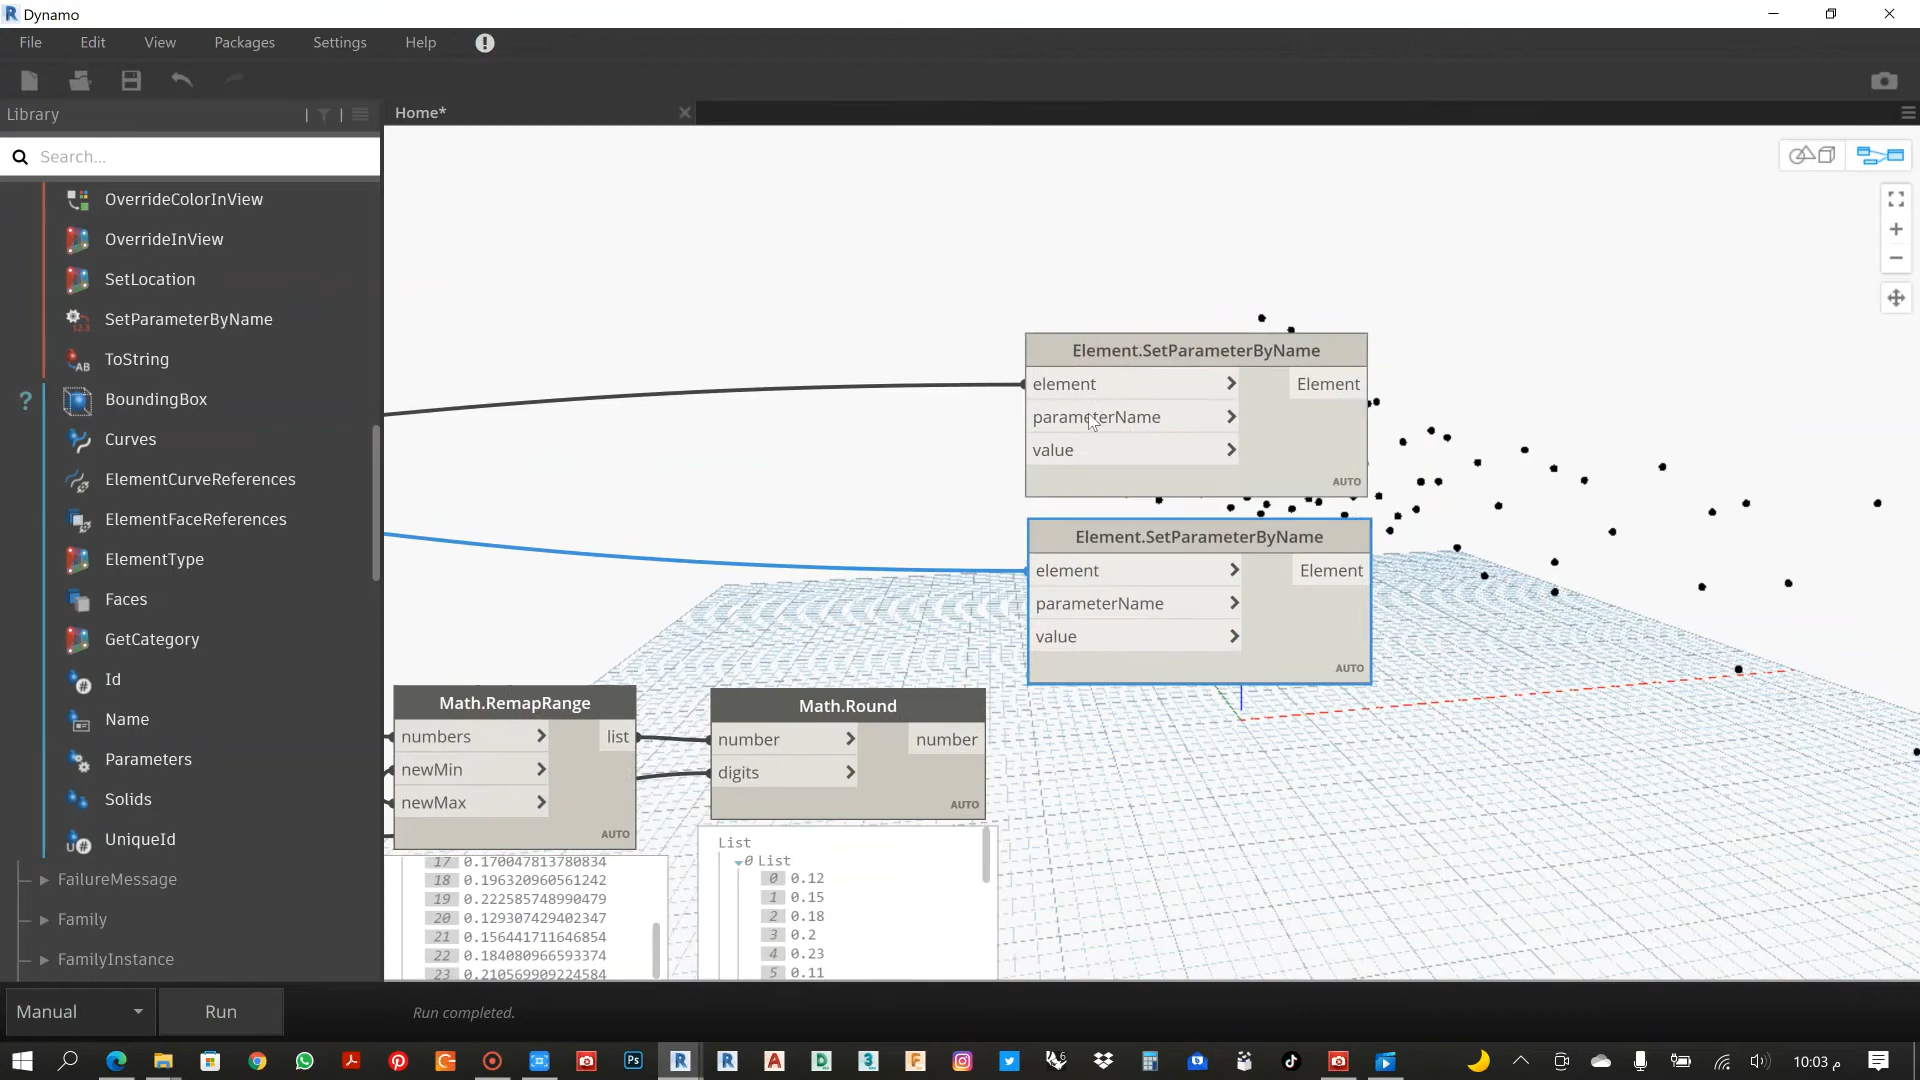 Dynamo
File Edit View Packages Settings Help
Library
Home*
Search...
OverrideColorInView
OverrideInView
SetLocation
SetParameterByName
ToString
BoundingBox
Curves
ElementCurveReferences
ElementFaceReferences
ElementType
Faces
GetCategory
Id
Name
Parameters
Solids
UniqueId
FailureMessage
Family
FamilyInstance
Element.SetParameterByName
element Element
parameterName
value
AUTO
Element.SetParameterByName
element Element
parameterName
value
AUTO
Math.RemapRange
numbers list
newMin
newMax
AUTO
17 0.170047813780834
18 0.196320960561242
19 0.222585748990479
20 0.129307429402347
21 0.156441711646854
22 0.184080966593374
23 0.210569909224584
Math.Round
number number
digits
AUTO
List
0 List
0 0.12
1 0.15
2 0.18
3 0.2
4 0.23
5 0.11
Manual Run Run completed.
10:03 م